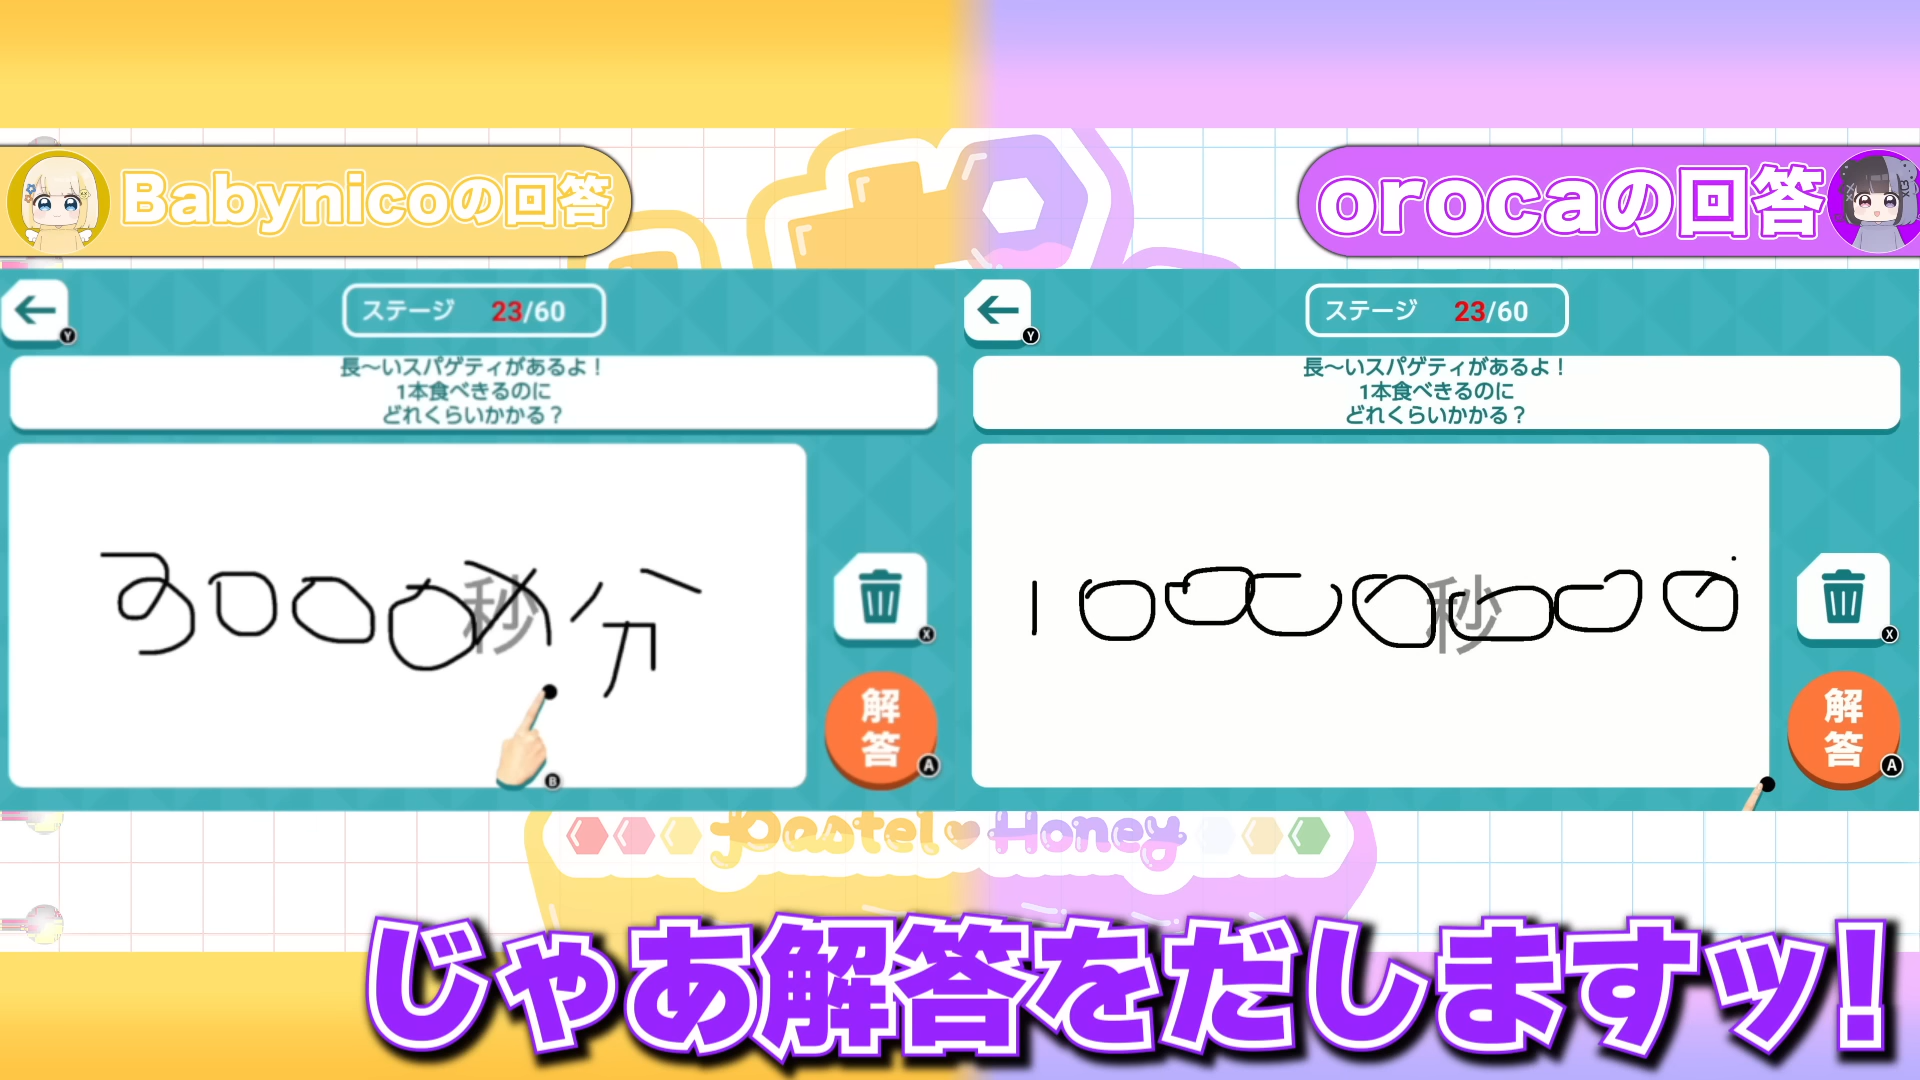 Babynicoの回答
orocaの回答
ステージ 23/60
Y
長～いスパゲティがあるよ！
1本食べきるのに
どれくらいかかる？
3000秒分
X
解答
A
B
ステージ 23/60
Y
長～いスパゲティがあるよ！
1本食べきるのに
どれくらいかかる？
10000000秒
X
解答
A
Pastel Honey
じゃあ解答をだしますッ!